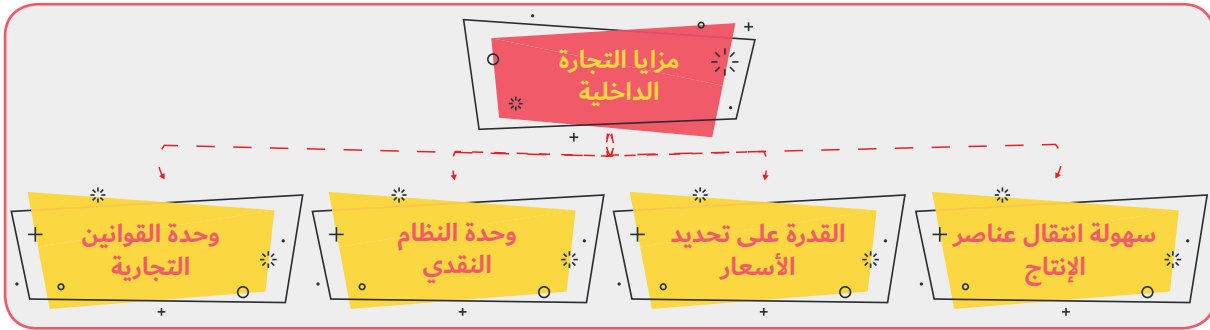 مزايا التجارة
الداخلية
سهولة انتقال عناصر
الإنتاج
القدرة على تحديد
الأسعار
وحدة النظام
النقدي
وحدة القوانين
التجارية